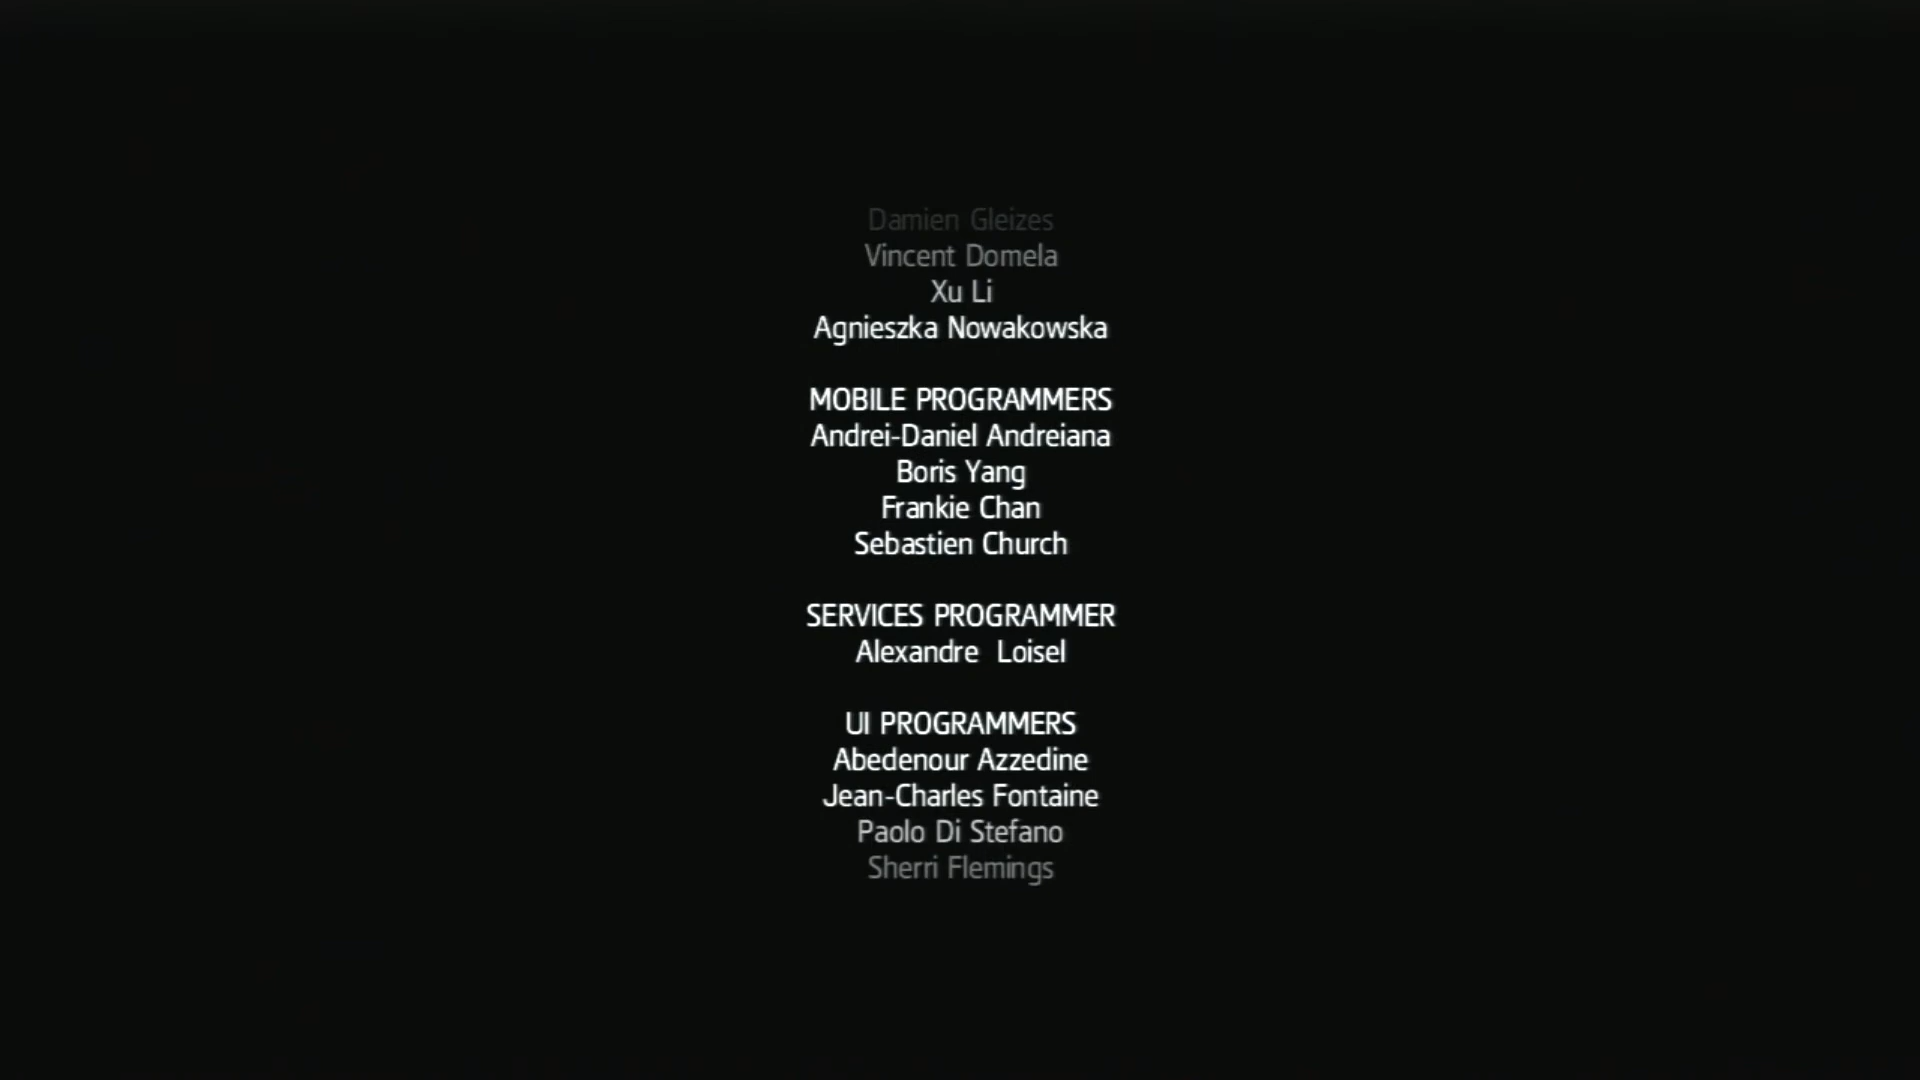 Damien Gleizes
Vincent Domela
Xu Li
Agnieszka Nowakowska
MOBILE PROGRAMMERS
Andrei-Daniel Andreiana
Boris Yang
Frankie Chan
Sebastien Church
SERVICES PROGRAMMER
Alexandre  Loisel
UI PROGRAMMERS
Abedenour Azzedine
Jean-Charles Fontaine
Paolo Di Stefano
Sherri Flemings